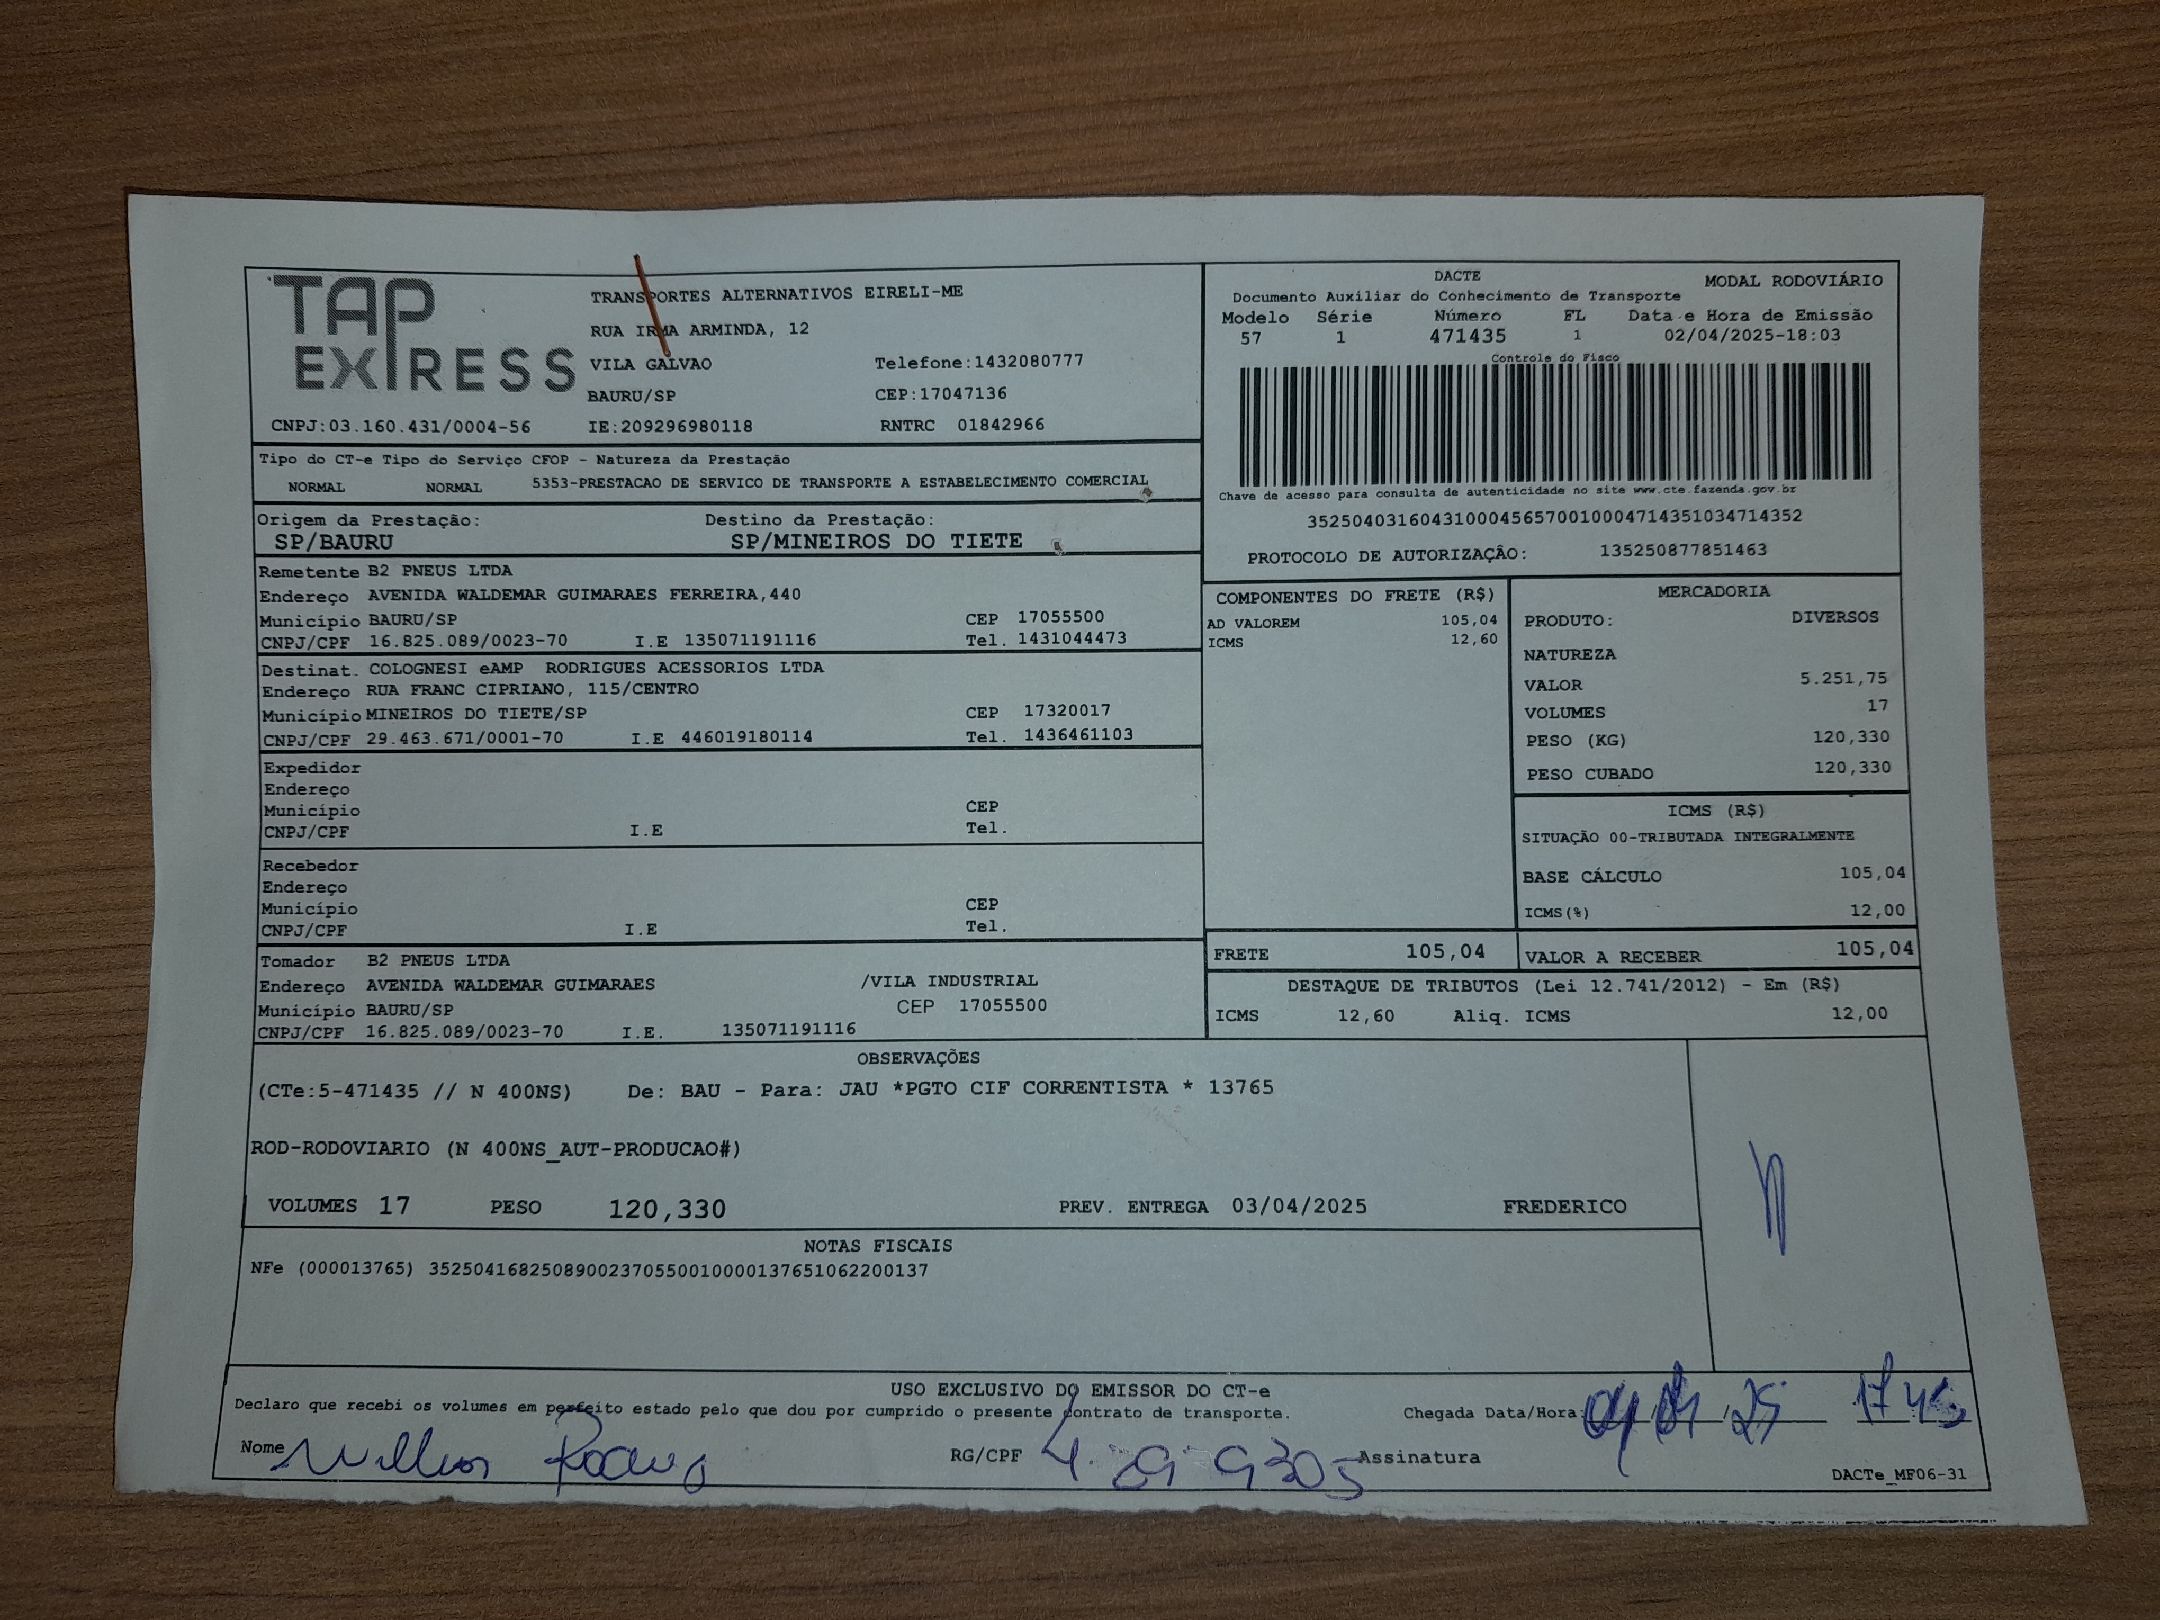 TAP
EXPRESS
TRANSPORTES ALTERNATIVOS EIRELI-ME
RUA IRMA ARMINDA, 12
VILA GALVAO Telefone:1432080777
BAURU/SP CEP:17047136
CNPJ:03.160.431/0004-56 IE:209296980118 RNTRC 01842966
DACTE MODAL RODOVIÁRIO
Documento Auxiliar do Conhecimento de Transporte
Modelo Série Número FL Data e Hora de Emissão
57 1 471435 1 02/04/2025-18:03
Controle do Fisco
Chave de acesso para consulta de autenticidade no site www.cte.fazenda.gov.br
35250403160431000456570010004714351034714352
PROTOCOLO DE AUTORIZAÇÂO: 135250877851463
Tipo do CT-e Tipo do Serviço CFOP - Natureza da Prestação
NORMAL NORMAL 5353-PRESTACAO DE SERVICO DE TRANSPORTE A ESTABELECIMENTO COMERCIAL
Origem da Prestação: Destino da Prestação:
SP/BAURU SP/MINEIROS DO TIETE
Remetente B2 PNEUS LTDA
Endereço AVENIDA WALDEMAR GUIMARAES FERREIRA,440
Município BAURU/SP CEP 17055500
CNPJ/CPF 16.825.089/0023-70 I.E 135071191116 Tel. 1431044473
Destinat. COLOGNESI eAMP RODRIGUES ACESSORIOS LTDA
Endereço RUA FRANC CIPRIANO, 115/CENTRO
Município MINEIROS DO TIETE/SP CEP 17320017
CNPJ/CPF 29.463.671/0001-70 I.E 446019180114 Tel. 1436461103
Expedidor
Endereço
Município CEP
CNPJ/CPF I.E Tel.
Recebedor
Endereço
Município CEP
CNPJ/CPF I.E Tel.
Tomador B2 PNEUS LTDA
Endereço AVENIDA WALDEMAR GUIMARAES /VILA INDUSTRIAL
Município BAURU/SP CEP 17055500
CNPJ/CPF 16.825.089/0023-70 I.E. 135071191116
COMPONENTES DO FRETE (R$)
AD VALOREM 105,04
ICMS 12,60
MERCADORIA
PRODUTO: DIVERSOS
NATUREZA
VALOR 5.251,75
VOLUMES 17
PESO (KG) 120,330
PESO CUBADO 120,330
ICMS (R$)
SITUAÇÃO 00-TRIBUTADA INTEGRALMENTE
BASE CÁLCULO 105,04
ICMS(%) 12,00
FRETE 105,04 VALOR A RECEBER 105,04
DESTAQUE DE TRIBUTOS (Lei 12.741/2012) - Em (R$)
ICMS 12,60 Aliq. ICMS 12,00
OBSERVAÇÕES
(CTe:5-471435 // N 400NS) De: BAU - Para: JAU *PGTO CIF CORRENTISTA * 13765
ROD-RODOVIARIO (N 400NS_AUT-PRODUCAO#)
VOLUMES 17 PESO 120,330 PREV. ENTREGA 03/04/2025 FREDERICO
NOTAS FISCAIS
NFe (000013765) 35250416825089002370550010000137651062200137
USO EXCLUSIVO DO EMISSOR DO CT-e
Declaro que recebi os volumes em perfeito estado pelo que dou por cumprido o presente contrato de transporte. Chegada Data/Hora: 25 17 45
Nome RG/CPF Assinatura
DACTe_MF06-31